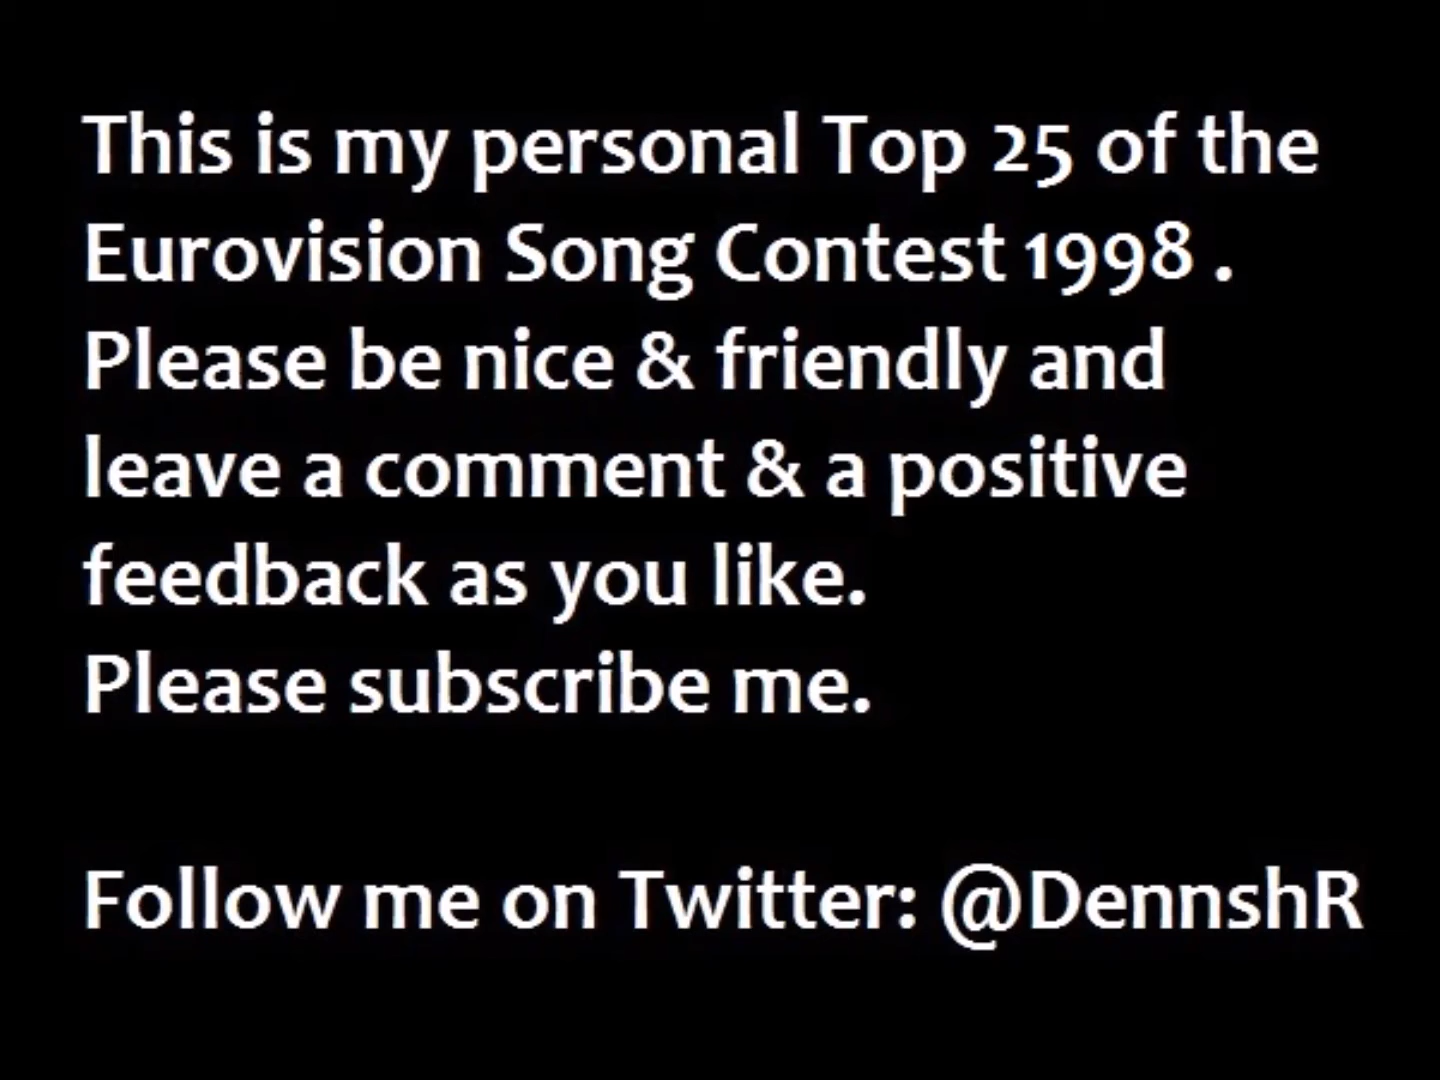 This is my personal Top 25 of the
Eurovision Song Contest 1998 .
Please be nice & friendly and
leave a comment & a positive
feedback as you like.
Please subscribe me.
Follow me on Twitter: @DennshR